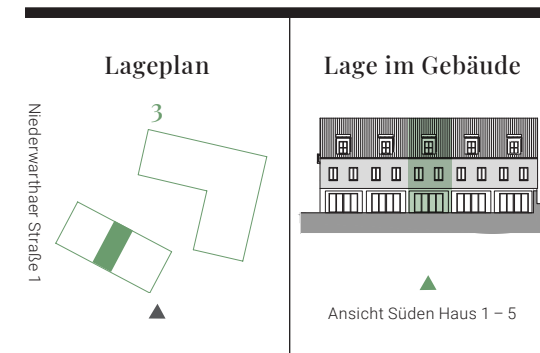 Lageplan
3
Niederwarthaer Straße 1
Lage im Gebäude
Ansicht Süden Haus 1 – 5